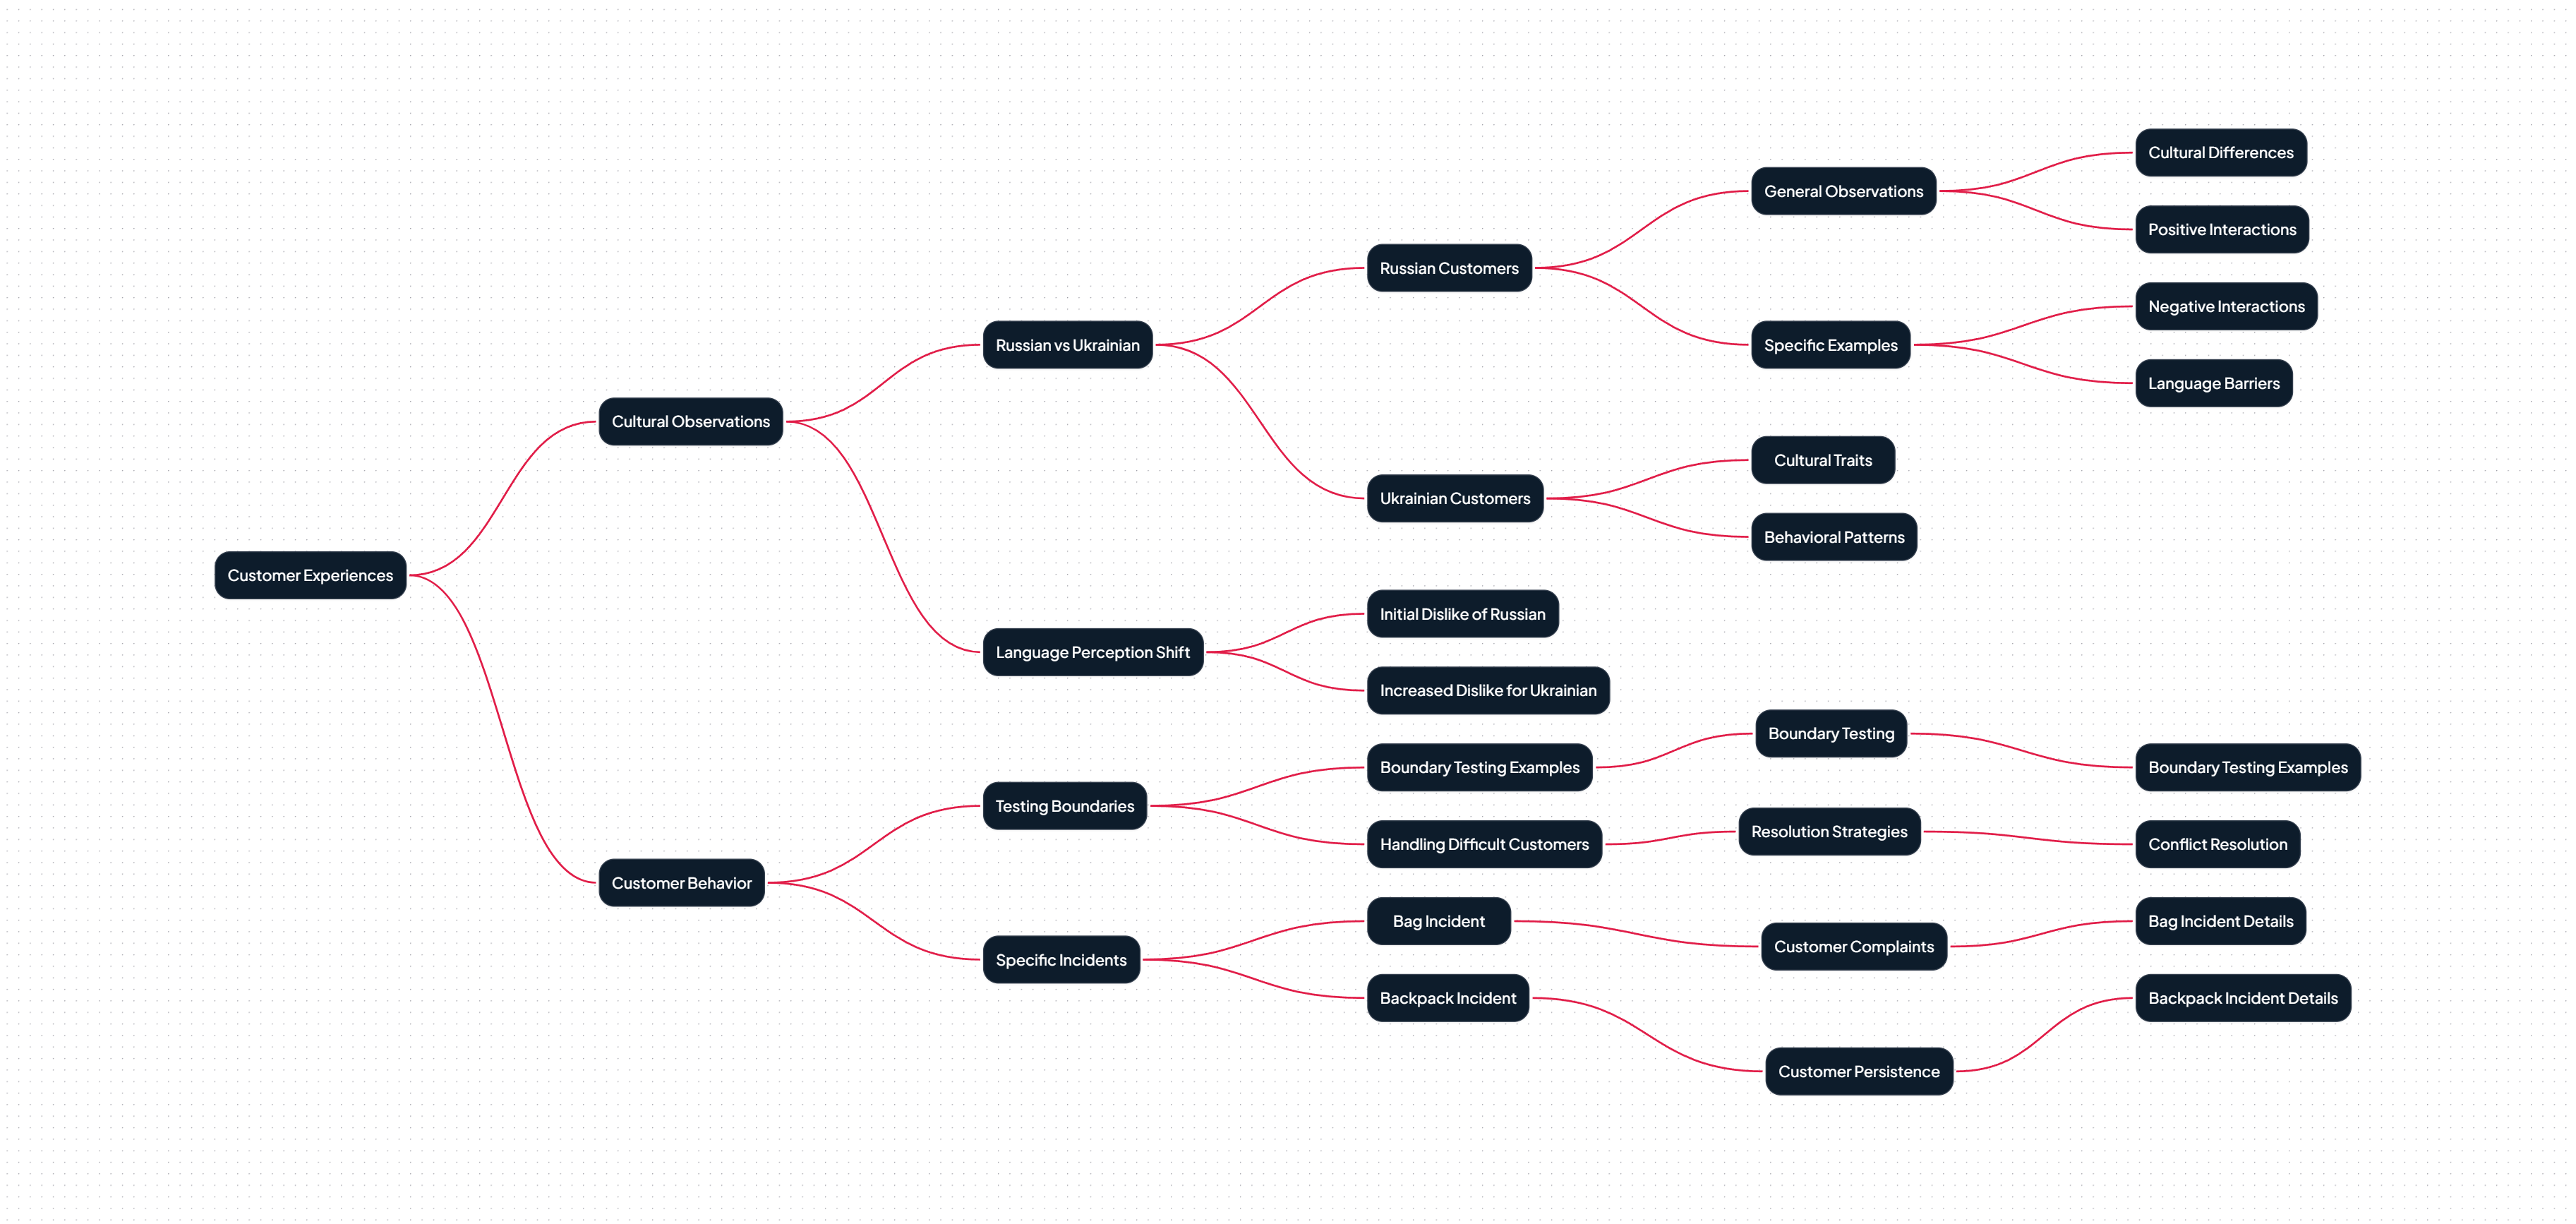 Cultural Differences
General Observations
Positive Interactions
Russian Customers
Negative Interactions
Russian vs Ukrainian
Specific Examples
Language Barriers
Cultural Observations
Cultural Traits
Ukrainian Customers
Behavioral Patterns
Customer Experiences
Initial Dislike of Russian
Language Perception Shift
Increased Dislike for Ukrainian
Boundary Testing
Boundary Testing Examples
Boundary Testing Examples
Testing Boundaries
Resolution Strategies
Handling Difficult Customers
Conflict Resolution
Customer Behavior
Bag Incident
Bag Incident Details
Customer Complaints
Specific Incidents
Backpack Incident
Backpack Incident Details
Customer Persistence